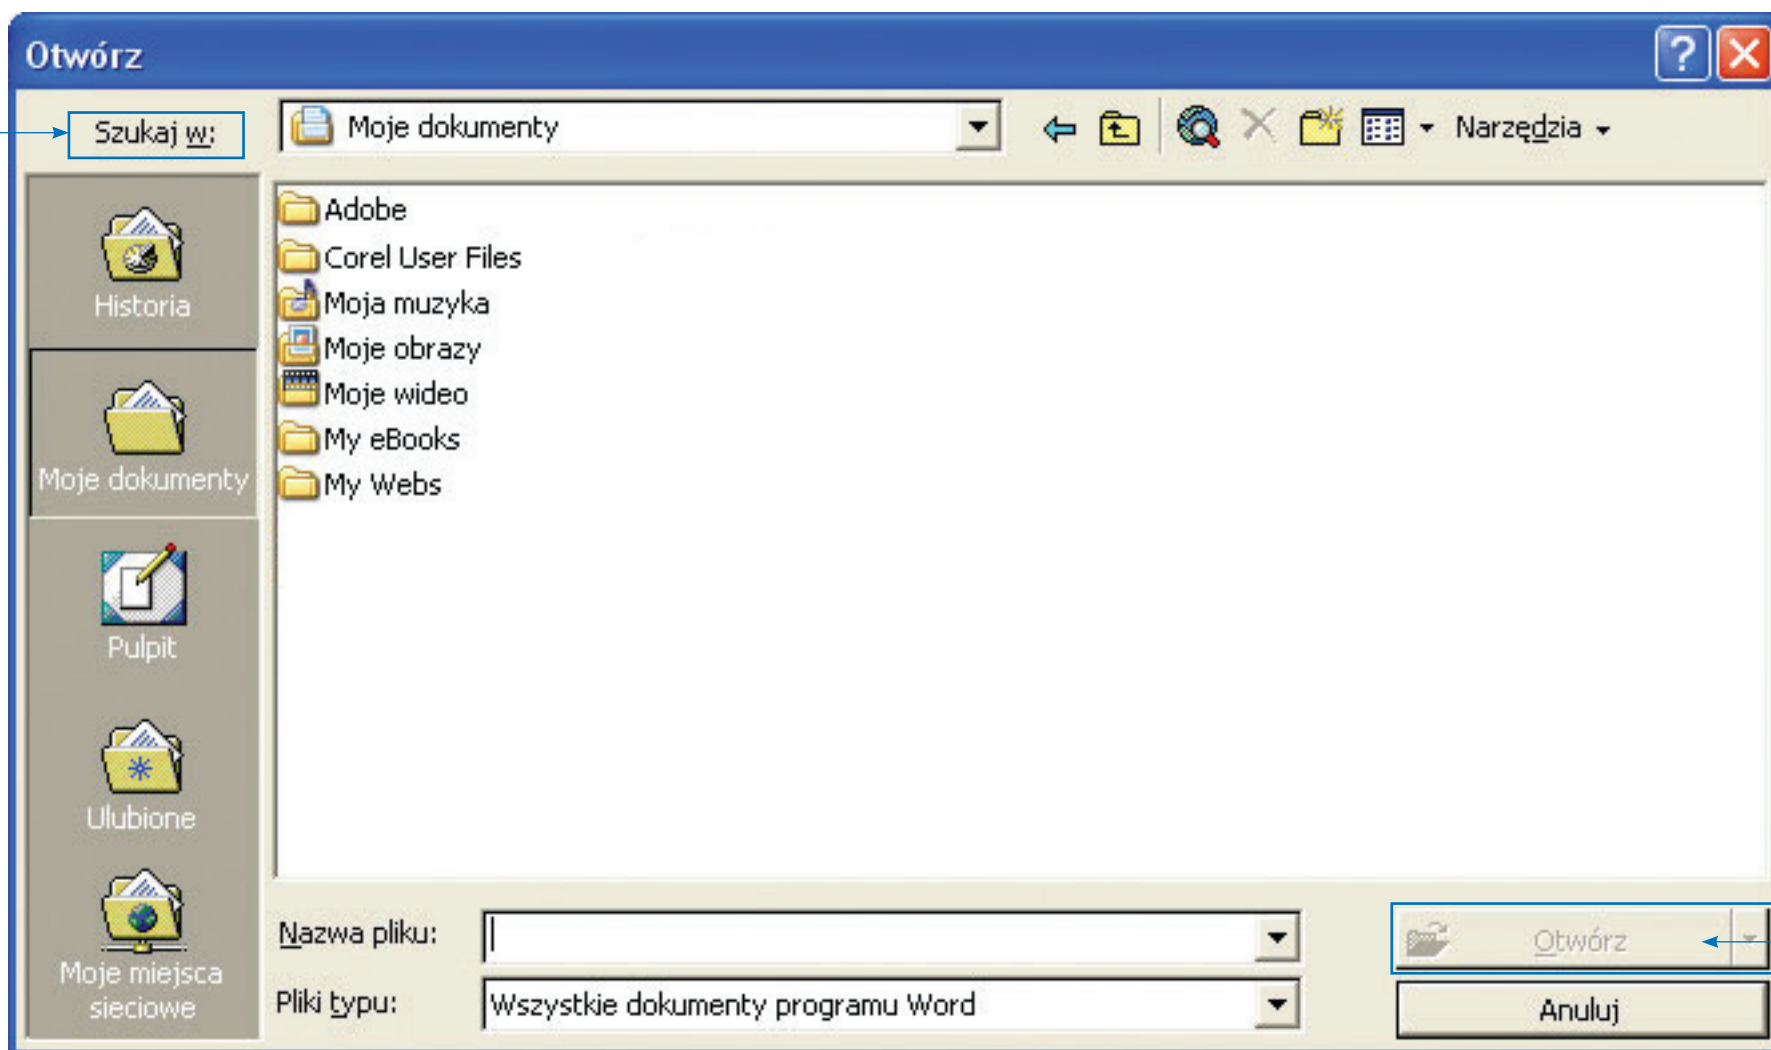 Otwórz
Szukaj w:
Moje dokumenty
Narzędzia
Historia
Moje dokumenty
Pulpit
Ulubione
Moje miejsca
sieciowe
Adobe
Corel User Files
Moja muzyka
Moje obrazy
Moje wideo
My eBooks
My Webs
Nazwa pliku:
Otwórz
Pliki typu:
Wszystkie dokumenty programu Word
Anuluj